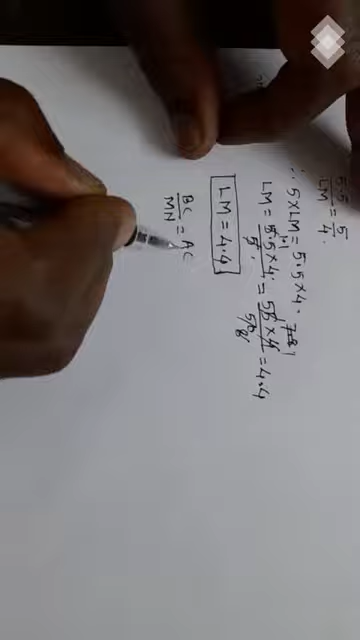 5.5/LM = 5/4.
∴ 5×LM = 5.5×4.
LM = 5.5×4/5. = 55×4/50 = 4.4
LM = 4.4
BC/MN = AC